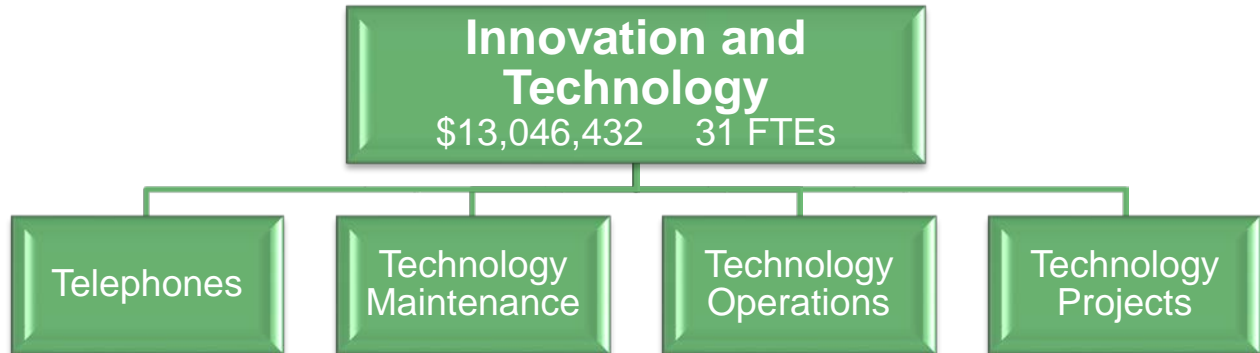 Innovation and
Technology
$13,046,432 31 FTEs
Telephones
Technology
Maintenance
Technology
Operations
Technology
Projects